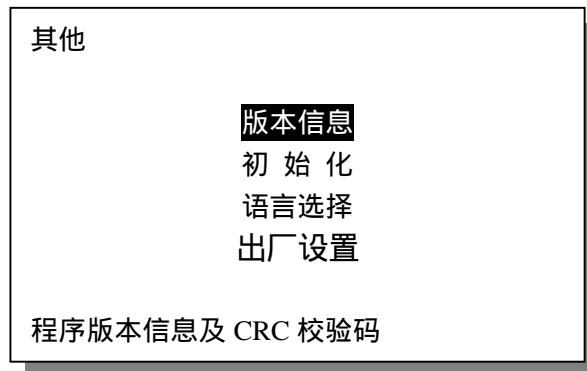 其他
版本信息
初 始 化
语言选择
出厂设置
程序版本信息及 CRC 校验码